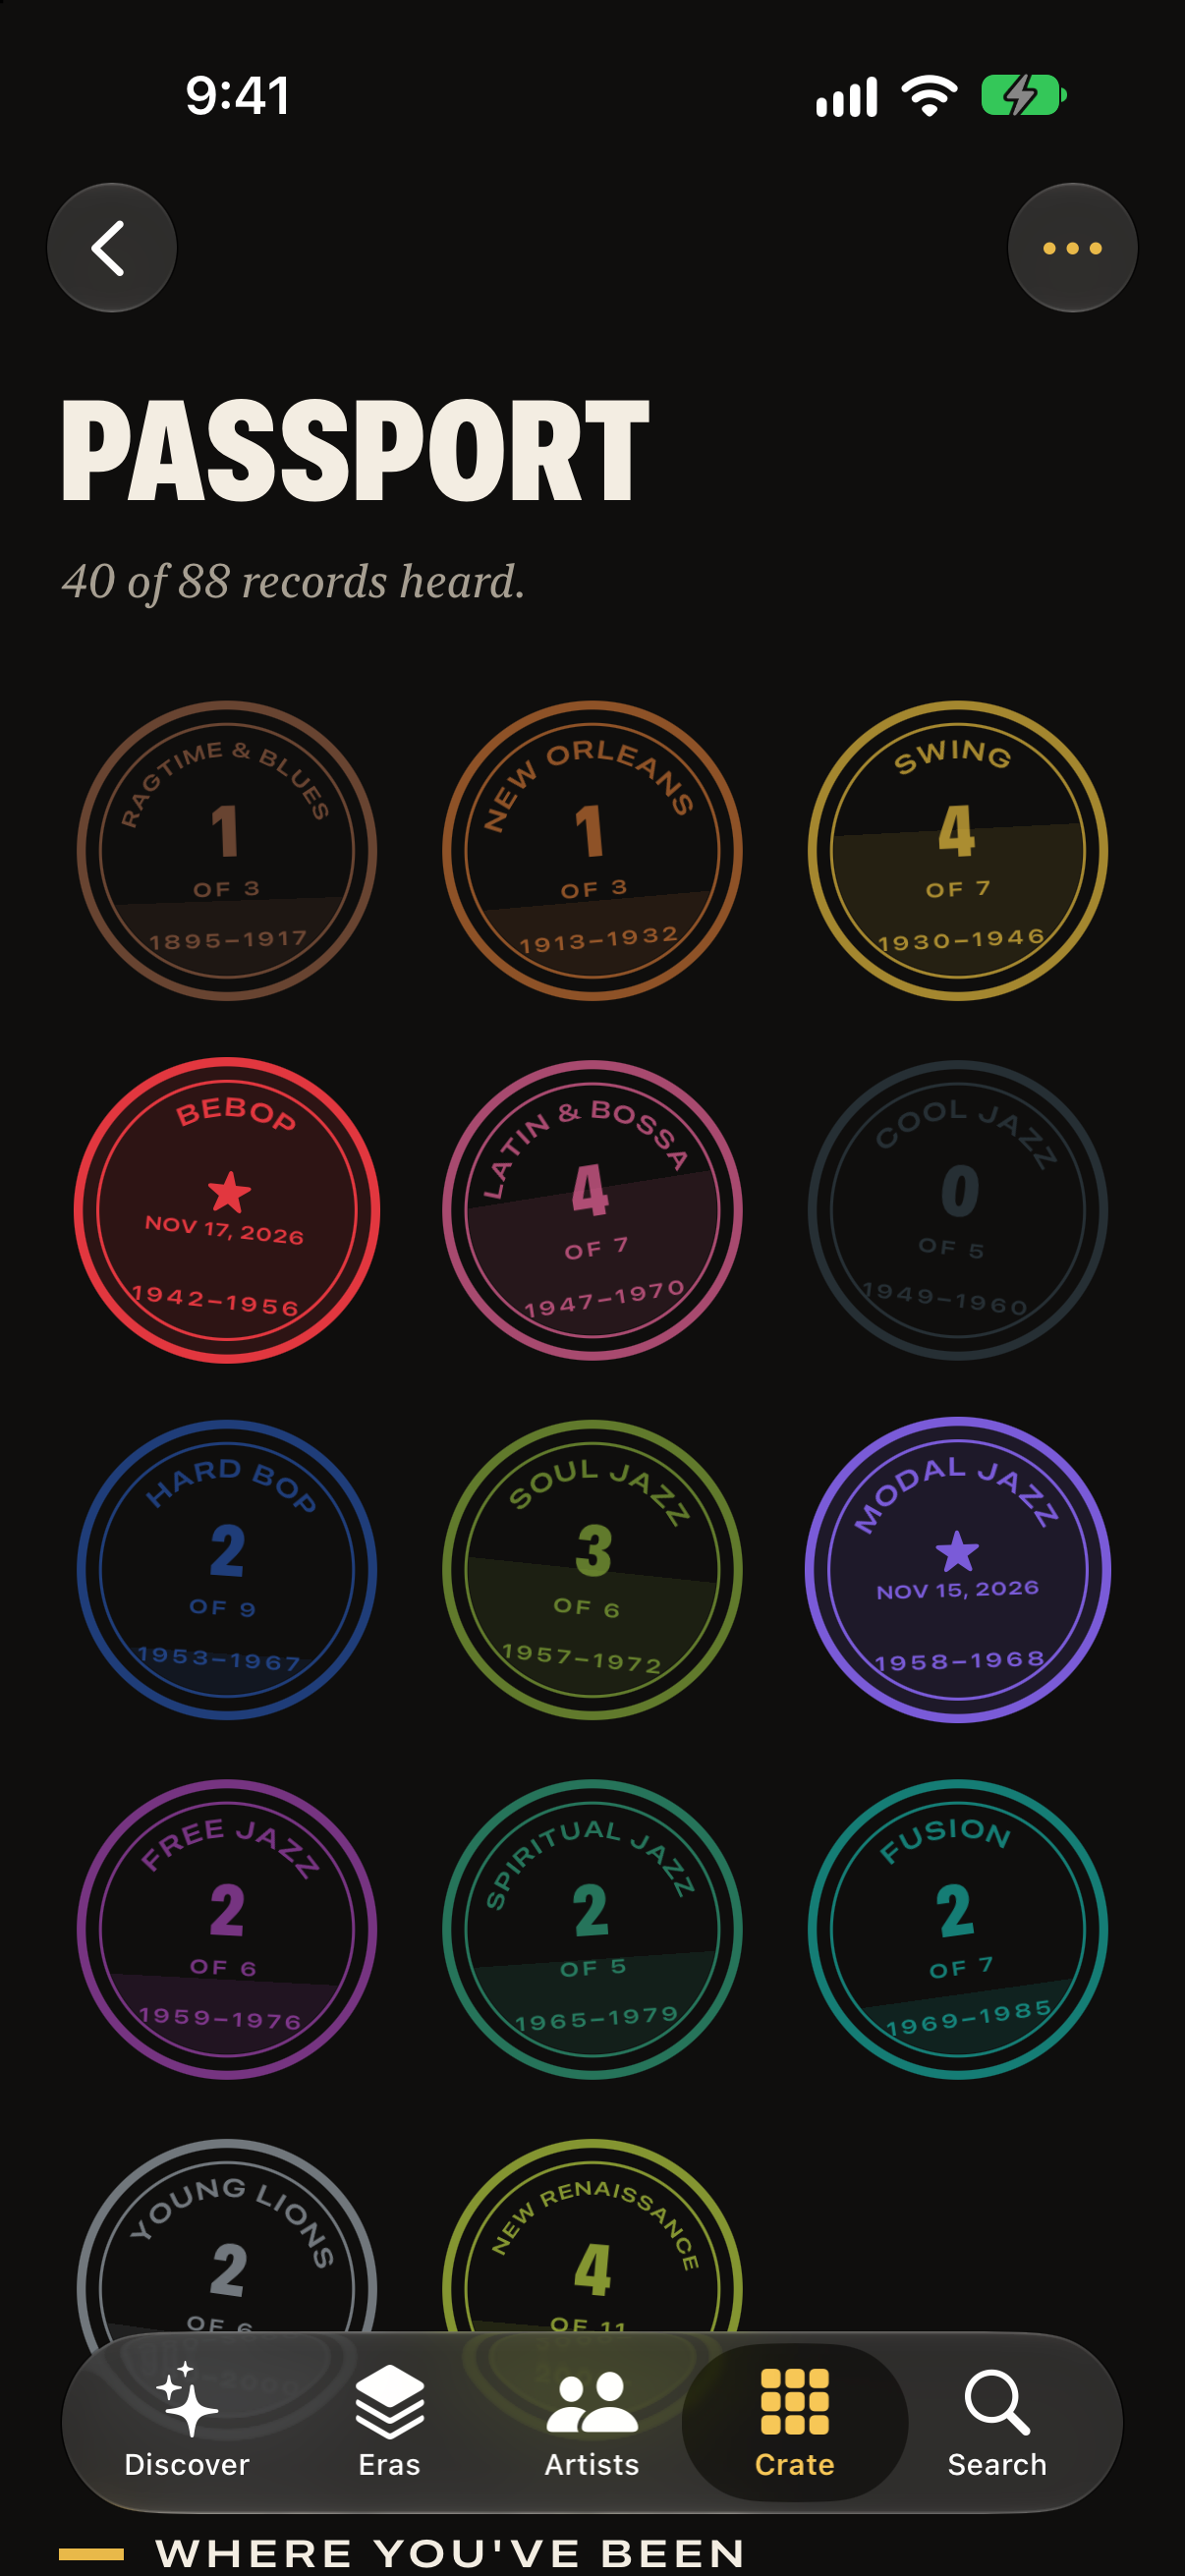 9:41
PASSPORT
40 of 88 records heard.
RAGTIME & BLUES
1
OF 3
1895–1917
NEW ORLEANS
1
OF 3
1913–1932
SWING
4
OF 7
1930–1946
BEBOP
NOV 17, 2026
1942–1956
LATIN & BOSSA
4
OF 7
1947–1970
COOL JAZZ
0
OF 5
1949–1960
HARD BOP
2
OF 9
1953–1967
SOUL JAZZ
3
OF 6
1957–1972
MODAL JAZZ
NOV 15, 2026
1958–1968
FREE JAZZ
2
OF 6
1959–1976
SPIRITUAL JAZZ
2
OF 5
1965–1979
FUSION
2
OF 7
1969–1985
YOUNG LIONS
2
OF 6
NEW RENAISSANCE
4
OF 11
Discover
Eras
Artists
Crate
Search
WHERE YOU'VE BEEN